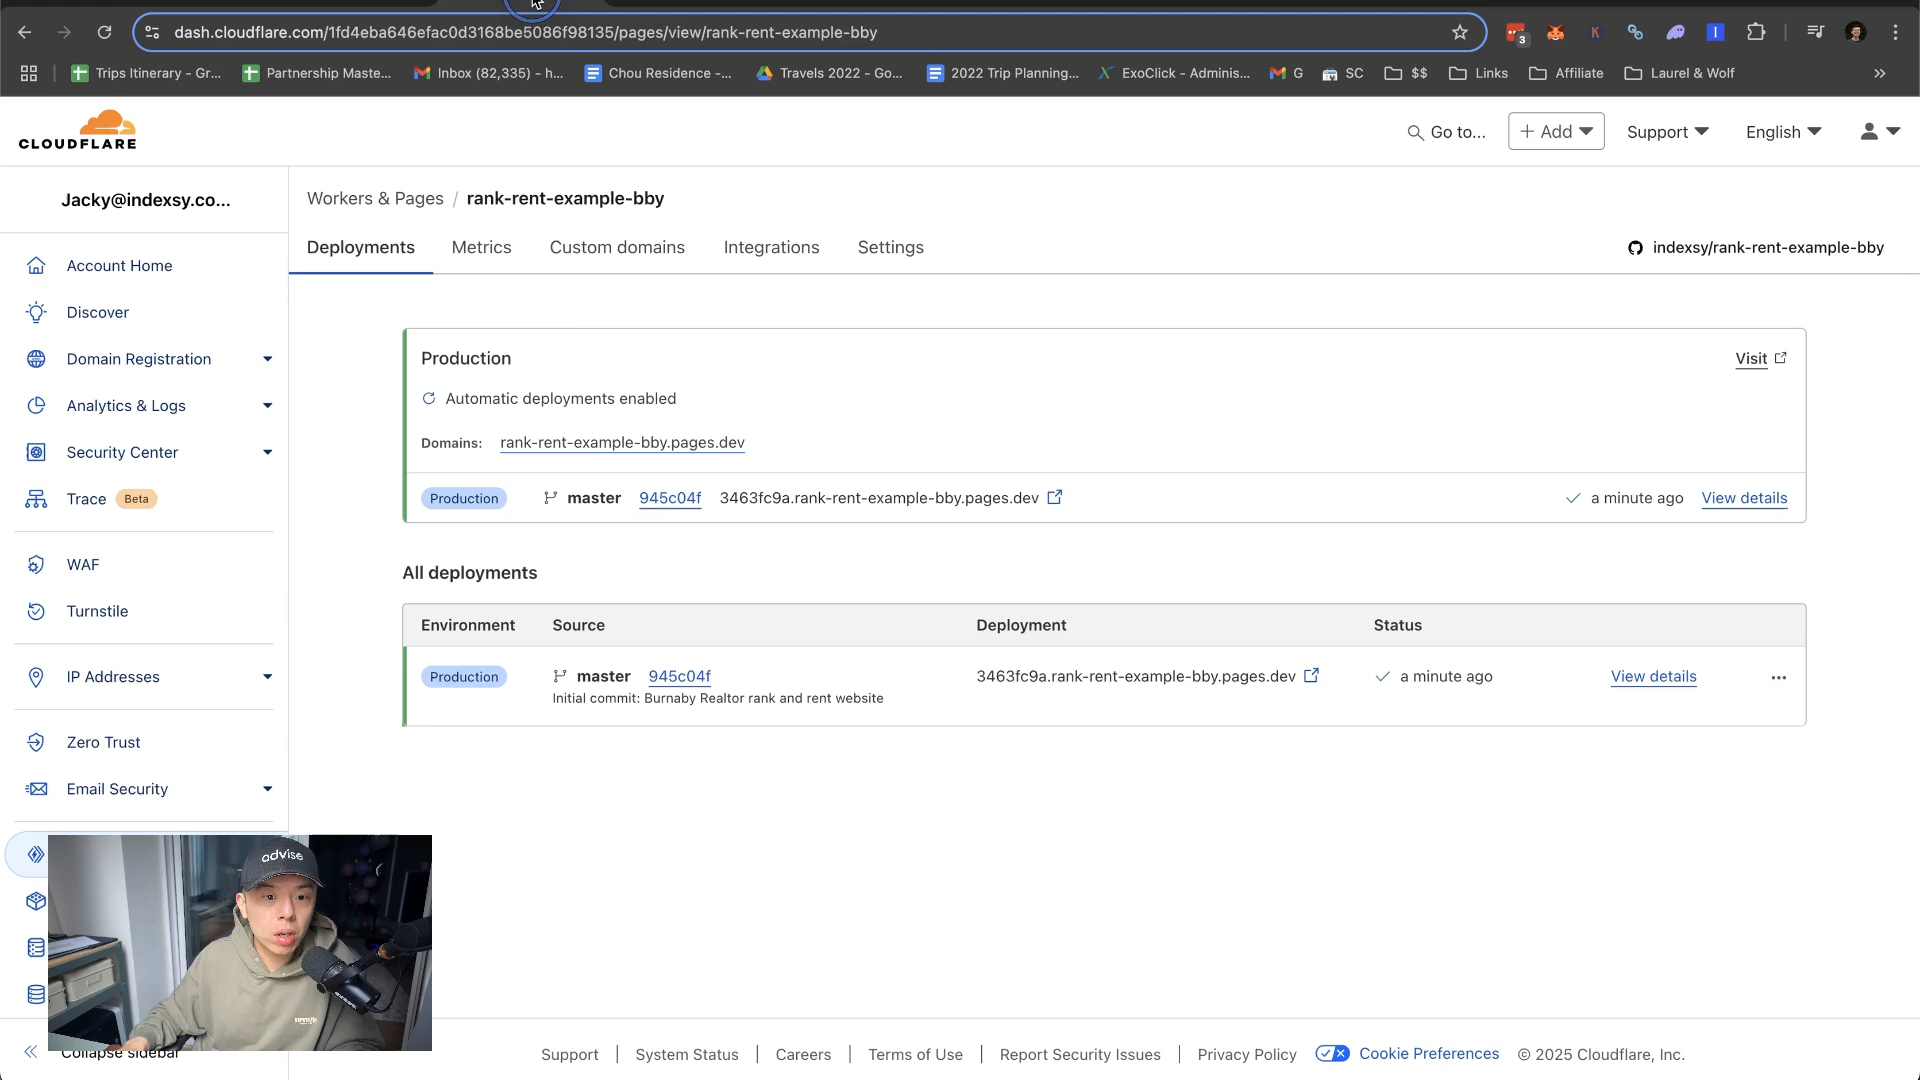 dash.cloudflare.com/1fd4eba646efac0d3168be5086f98135/pages/view/rank-rent-example-bby
3
K
I
Trips Itinerary - Gr...
Partnership Maste...
Inbox (82,335) - h...
Chou Residence -...
Travels 2022 - Go...
2022 Trip Planning...
ExoClick - Adminis...
G
SC
$$
Links
Affiliate
Laurel & Wolf
CLOUDFLARE
Go to...
+ Add
Support
English
Jacky@indexsy.co...
Workers & Pages / rank-rent-example-bby
Deployments
Metrics
Custom domains
Integrations
Settings
indexsy/rank-rent-example-bby
Account Home
Discover
Domain Registration
Analytics & Logs
Security Center
Trace Beta
WAF
Turnstile
IP Addresses
Zero Trust
Email Security
Collapse sidebar
Production
Visit
Automatic deployments enabled
Domains: rank-rent-example-bby.pages.dev
Production master 945c04f 3463fc9a.rank-rent-example-bby.pages.dev a minute ago View details
All deployments
Environment Source Deployment Status
Production master 945c04f 3463fc9a.rank-rent-example-bby.pages.dev a minute ago View details ...
Initial commit: Burnaby Realtor rank and rent website
advise
Support | System Status | Careers | Terms of Use | Report Security Issues | Privacy Policy Cookie Preferences © 2025 Cloudflare, Inc.